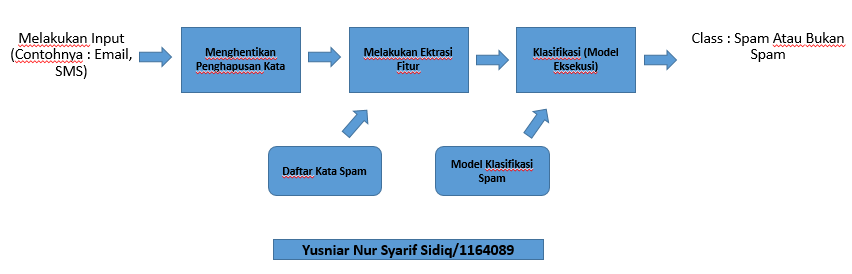 Melakukan Input
(Contohnya : Email,
SMS)
Menghentikan
Penghapusan Kata
Melakukan Ektrasi
Fitur
Klasifikasi (Model
Eksekusi)
Class : Spam Atau Bukan
Spam
Daftar Kata Spam
Model Klasifikasi
Spam
Yusniar Nur Syarif Sidiq/1164089